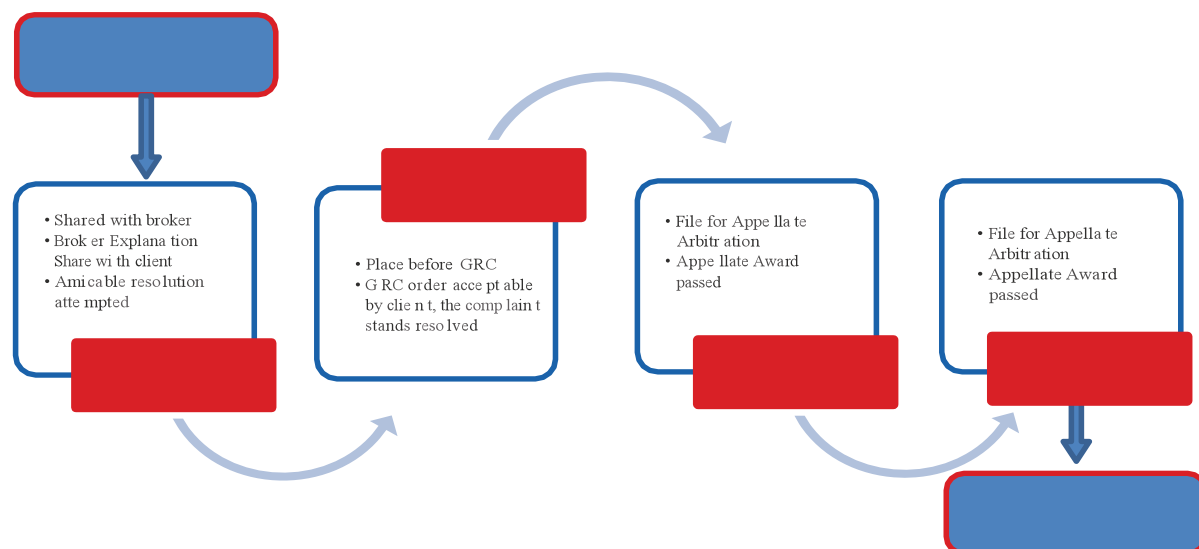 • Shared with broker
• Brok er Explana tion
Share wi th client
• Amicable resolution
atte mpted
• Place before GRC
• G RC order acce pt able
by clie n t, the comp lain t
stands reso lved
• File for Appe lla te
Arbitr ation
• Appe llate Award
passed
• File for Appella te
Arbitr ation
• Appellate Award
passed